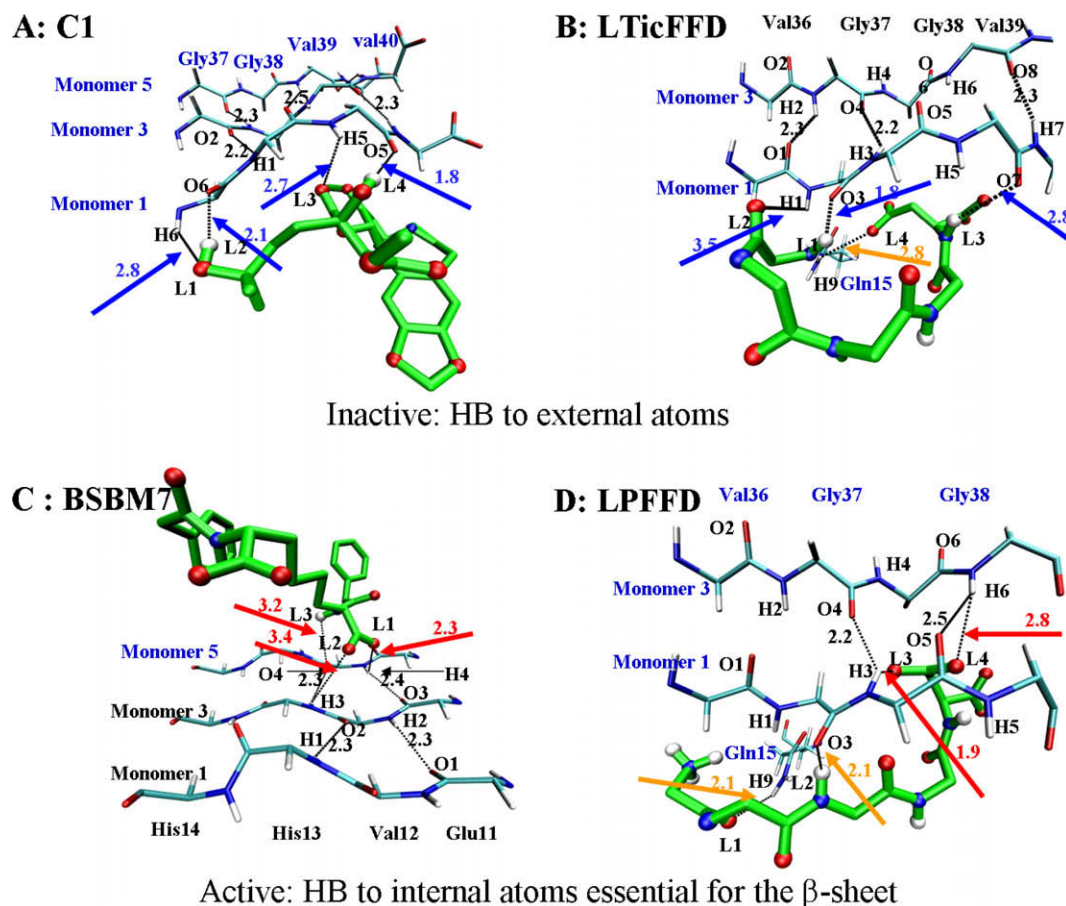 A: C1
Gly37 Gly38 Val39 val40
Monomer 5
2.3 2.5 2.3
Monomer 3
O2 2.2 H1 H5 O5
O6 2.7 L3 L4 1.8
Monomer 1
H6 L2 2.1
2.8 L1
B: LTicFFD
Val36 Gly37 Gly38 Val39
O2 H4 O 6 H6 O8
Monomer 3
H2 O4 O5 2.3
2.3 2.2 H7
O1 H3
Monomer 1
H1 O3 1.8 H5 O7
L2 L1 L4 L3 2.8
3.5 2.8
H9 Gln15
Inactive: HB to external atoms
C : BSBM7
3.2 L3 L1 2.3
3.4 L2
Monomer 5
O4 2.3 2.4 H4
H3 O3
Monomer 3
H1 O2 H2
2.3 2.3
Monomer 1
O1
His14 His13 Val12 Glu11
D: LPFFD
Val36 Gly37 Gly38
O2 H4 O6
Monomer 3
H2 O4 H6
2.5 2.8
2.2 O5
Monomer 1
O1 H3 L3 L4
H1 H5
Gln15 O3
H9 L2 2.1 1.9
2.1
L1
Active: HB to internal atoms essential for the β-sheet